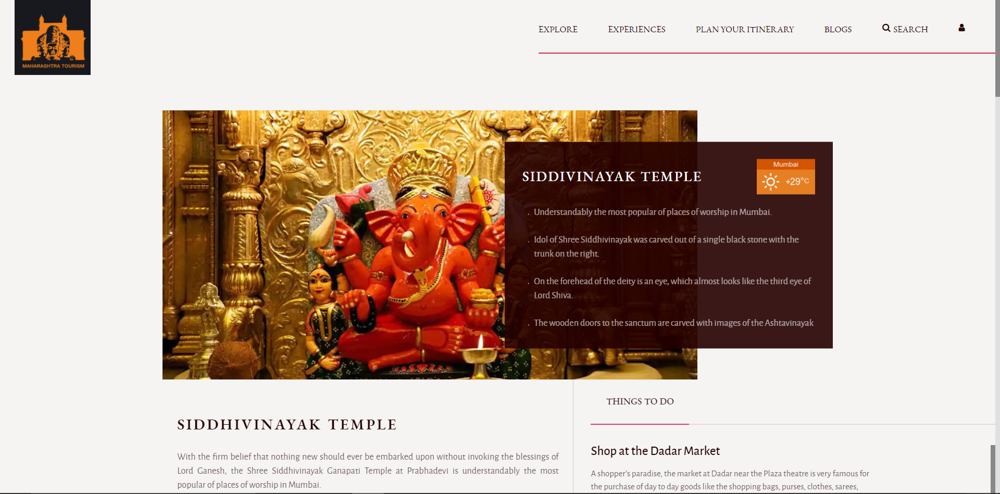 MAHARASHTRA TOURISM
EXPLORE
EXPERIENCES
PLAN YOUR ITINERARY
BLOGS
SEARCH
SIDDIVINAYAK TEMPLE
Mumbai
+29°C
. Understandably the most popular of places of worship in Mumbai.
. Idol of Shree Siddhivinayak was carved out of a single black stone with the
trunk on the right.
. On the forehead of the deity is an eye, which almost looks like the third eye of
Lord Shiva.
. The wooden doors to the sanctum are carved with images of the Ashtavinayak
SIDDHIVINAYAK TEMPLE
With the firm belief that nothing new should ever be embarked upon without invoking the blessings of
Lord Ganesh, the Shree Siddhivinayak Ganapati Temple at Prabhadevi is understandably the most
popular of places of worship in Mumbai.
THINGS TO DO
Shop at the Dadar Market
A shopper's paradise, the market at Dadar near the Plaza theatre is very famous for
the purchase of day to day goods like the shopping bags, purses, clothes, sarees,